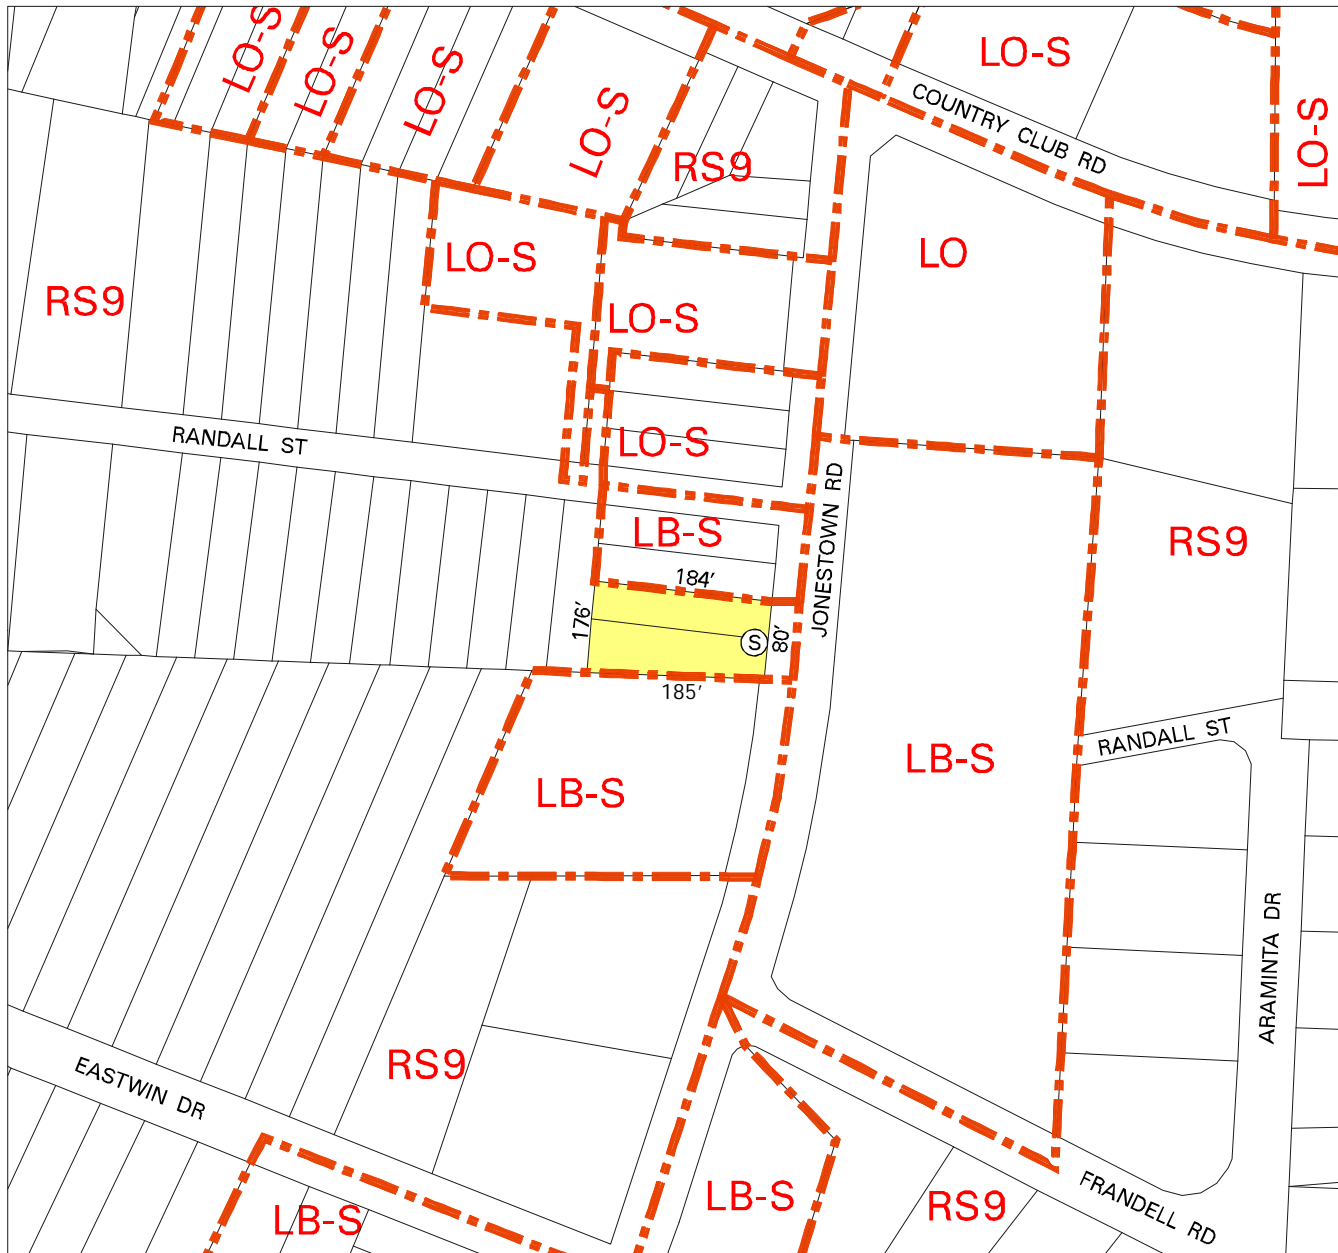 LO-S
LO-S
LO-S
LO-S
LO-S
LO-S
COUNTRY CLUB RD
RS9
LO-S
LO
RS9
LO-S
RANDALL ST
LO-S
JONESTOWN RD
LB-S
RS9
184'
176'
S
80'
185'
RANDALL ST
LB-S
LB-S
ARAMINTA DR
RS9
EASTWIN DR
FRANDELL RD
LB-S
RS9
LB-S